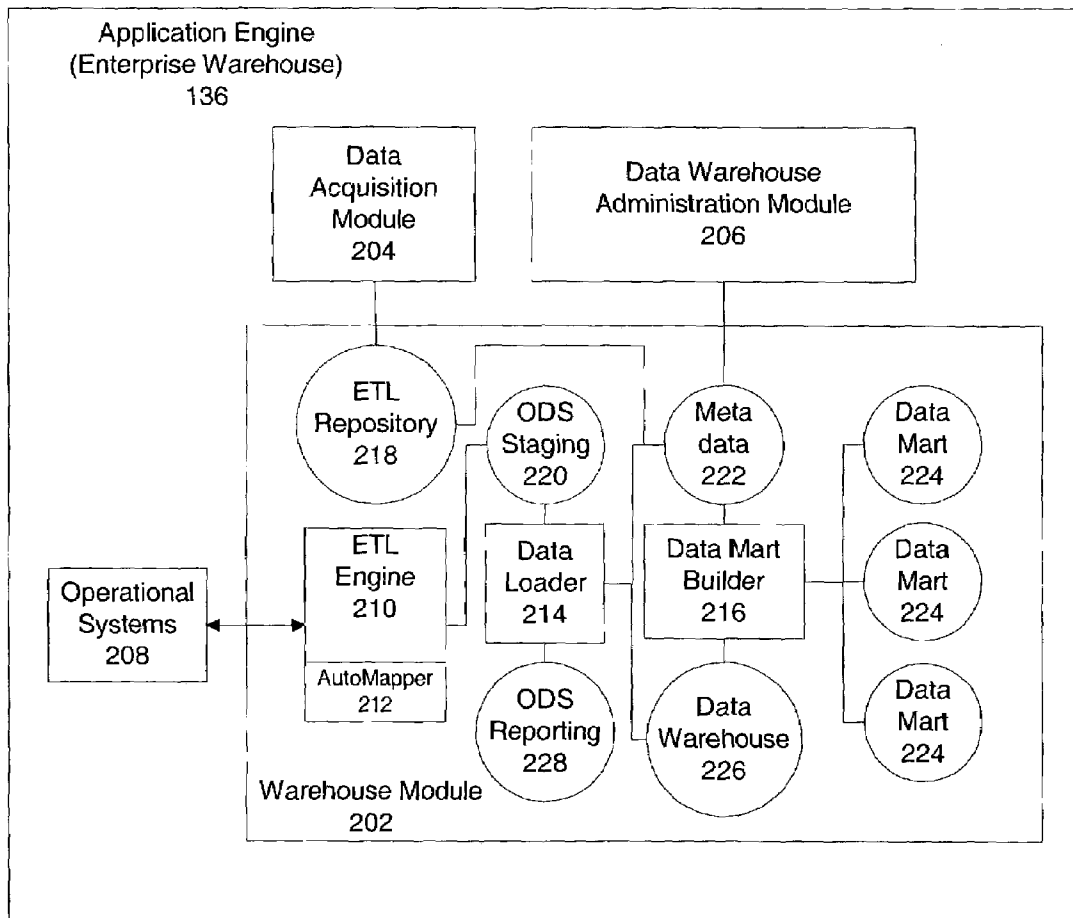 Application Engine
(Enterprise Warehouse)
136
Data
Acquisition
Module
204
Data Warehouse
Administration Module
206
ETL
Repository
218
ODS
Staging
220
Meta
data
222
Data
Mart
224
ETL
Engine
210
AutoMapper
212
Data
Loader
214
Data Mart
Builder
216
Data
Mart
224
Operational
Systems
208
ODS
Reporting
228
Data
Warehouse
226
Data
Mart
224
Warehouse Module
202